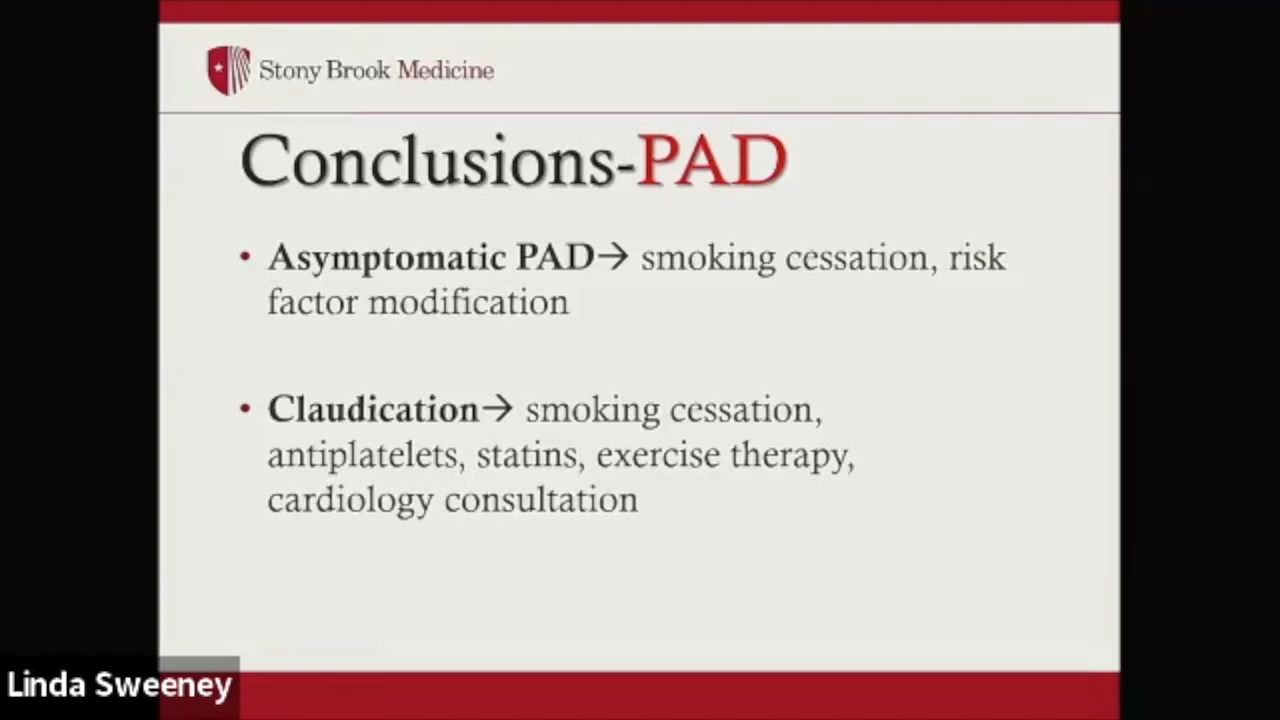 Stony Brook Medicine
Conclusions-PAD
• Asymptomatic PAD→ smoking cessation, risk
factor modification
• Claudication→ smoking cessation,
antiplatelets, statins, exercise therapy,
cardiology consultation
Linda Sweeney